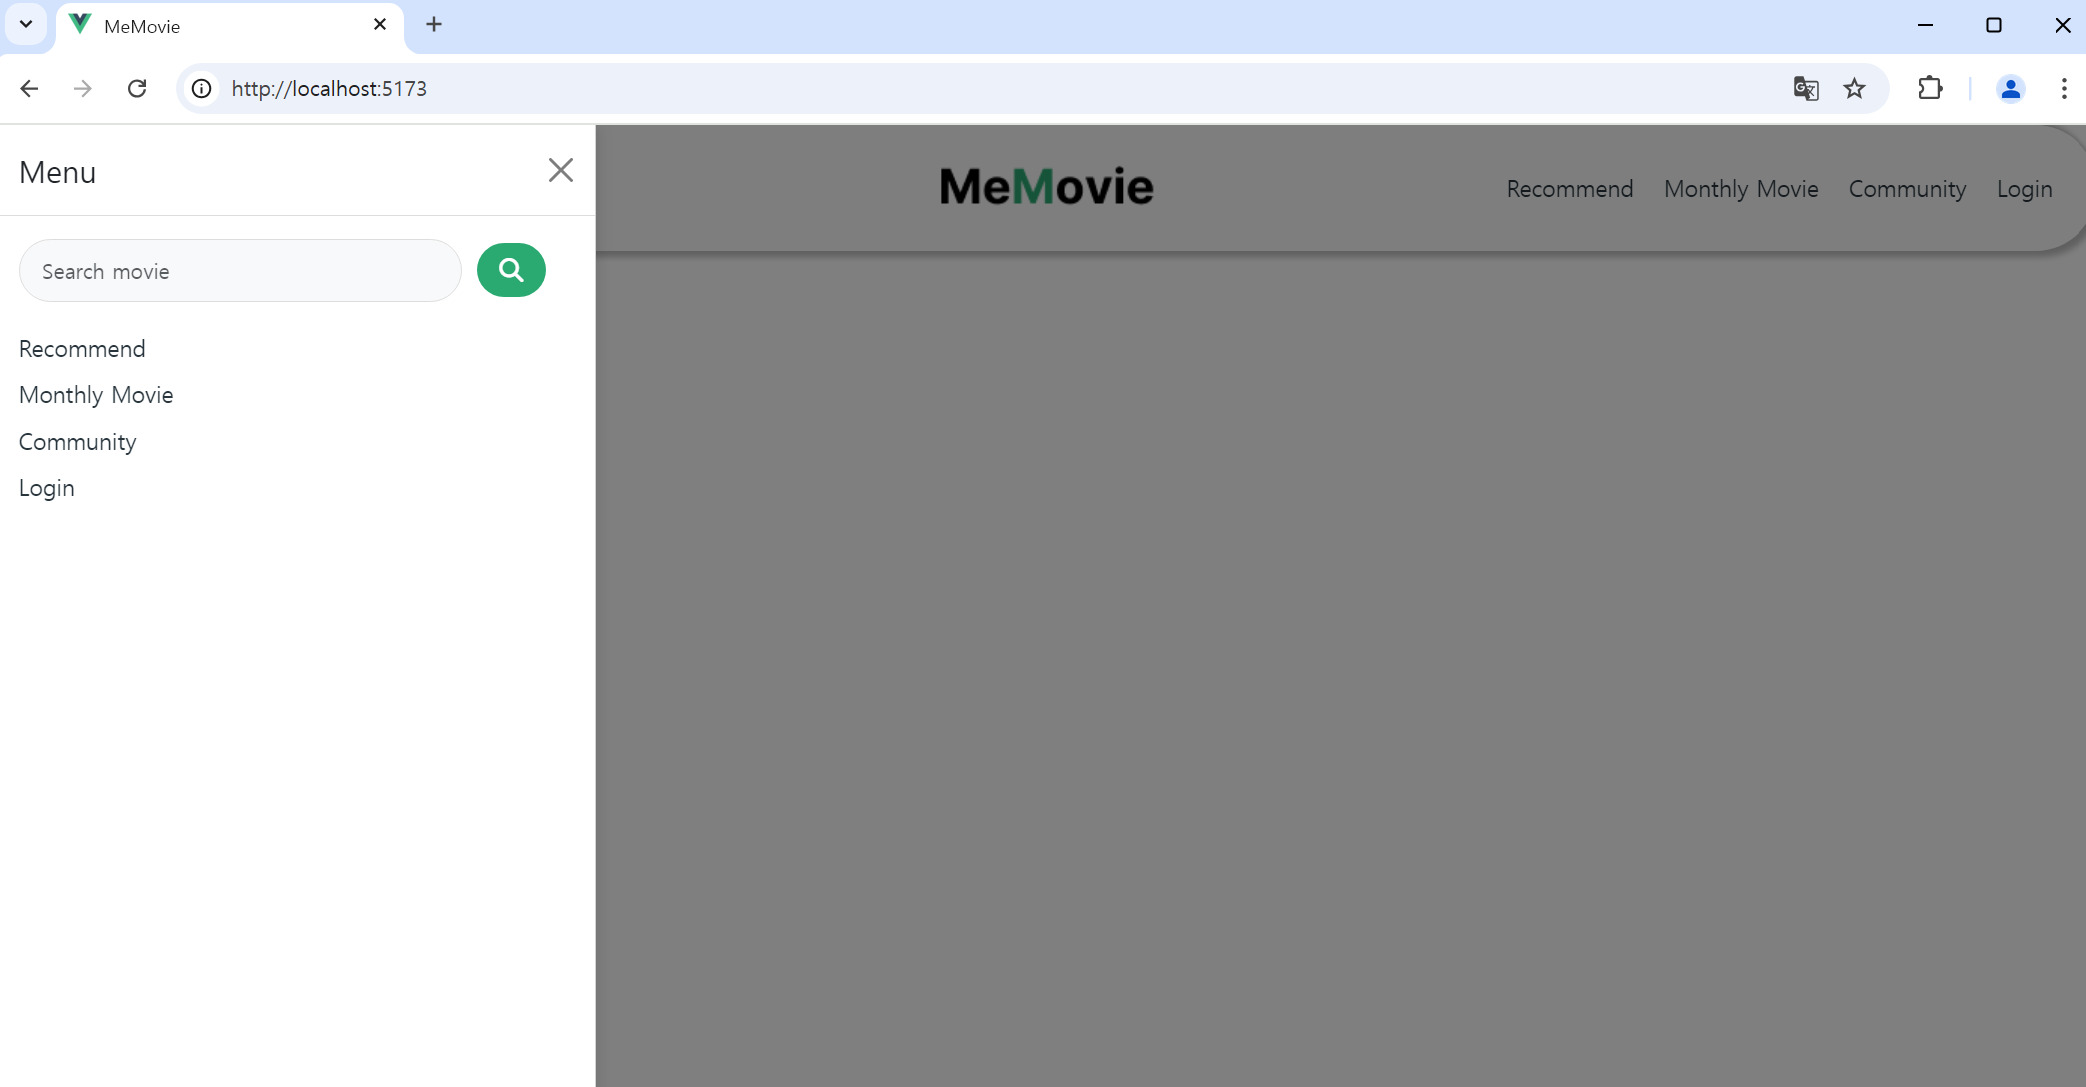 MeMovie
http://localhost:5173
Menu
MeMovie
Recommend Monthly Movie Community Login
Search movie
Recommend
Monthly Movie
Community
Login